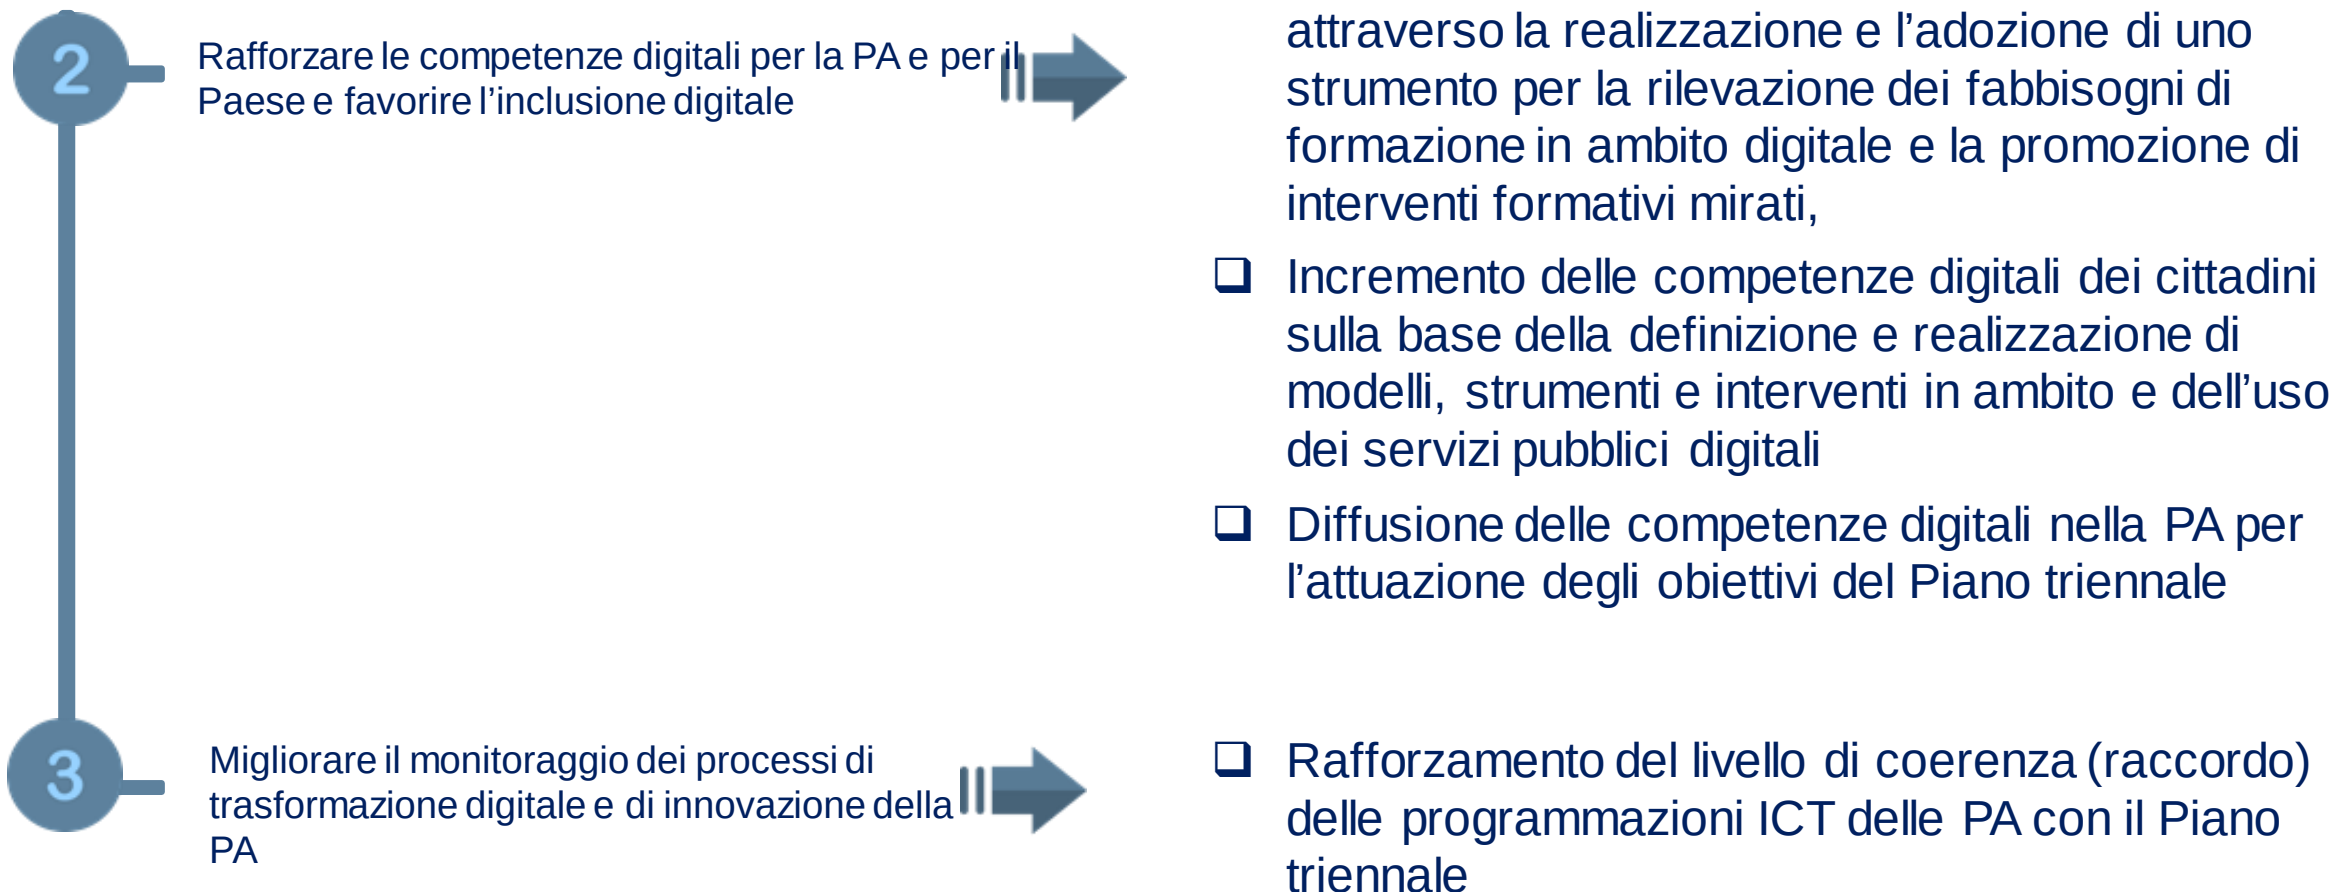 2
Rafforzare le competenze digitali per la PA e per il
Paese e favorire l’inclusione digitale
attraverso la realizzazione e l’adozione di uno
strumento per la rilevazione dei fabbisogni di
formazione in ambito digitale e la promozione di
interventi formativi mirati,
❑ Incremento delle competenze digitali dei cittadini
sulla base della definizione e realizzazione di
modelli, strumenti e interventi in ambito e dell’uso
dei servizi pubblici digitali
❑ Diffusione delle competenze digitali nella PA per
l’attuazione degli obiettivi del Piano triennale
3
Migliorare il monitoraggio dei processi di
trasformazione digitale e di innovazione della
PA
❑ Rafforzamento del livello di coerenza (raccordo)
delle programmazioni ICT delle PA con il Piano
triennale